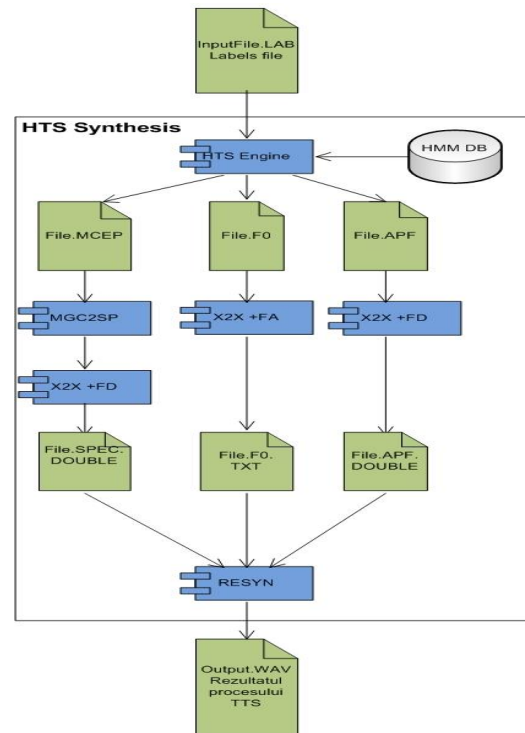 InputFile.LAB
Labels file
HTS Synthesis
HTS Engine
HMM DB
File.MCEP
File.F0
File.APF
MGC2SP
X2X +FA
X2X +FD
X2X +FD
File.SPEC.
DOUBLE
File.F0.
TXT
File.APF.
DOUBLE
RESYN
Output.WAV
Rezultatul
procesului
TTS